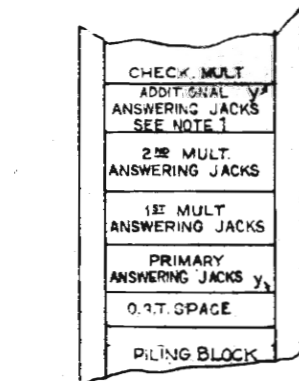 CHECK. MULT
ADDITIONAL
ANSWERING JACKS
SEE NOTE 1
2ND MULT.
ANSWERING JACKS
1ST MULT
ANSWERING JACKS
PRIMARY
ANSWERING JACKS
SPACE
PILING BLOCK